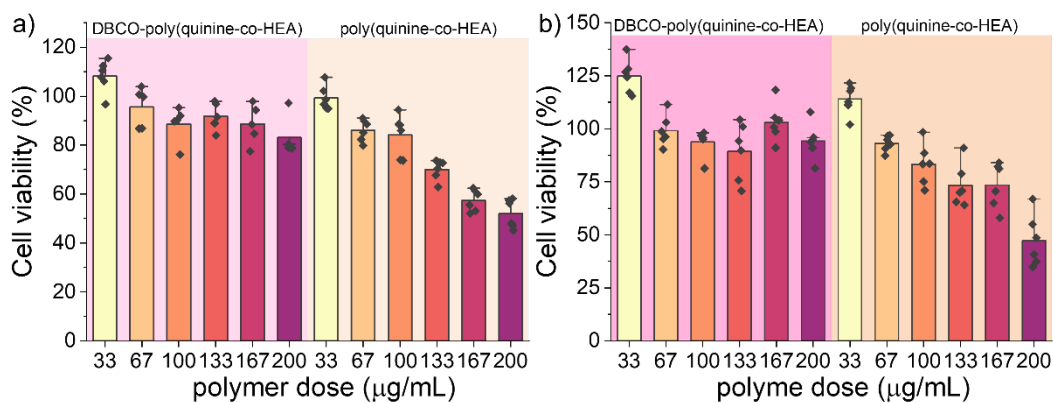 a)
DBCO-poly(quinine-co-HEA) poly(quinine-co-HEA)
Cell viability (%)
120
100
80
60
40
20
0
33 67 100 133 167 200 33 67 100 133 167 200
polymer dose (μg/mL)
b)
DBCO-poly(quinine-co-HEA) poly(quinine-co-HEA)
Cell viability (%)
150
125
100
75
50
25
0
33 67 100 133 167 200 33 67 100 133 167 200
polyme dose (μg/mL)